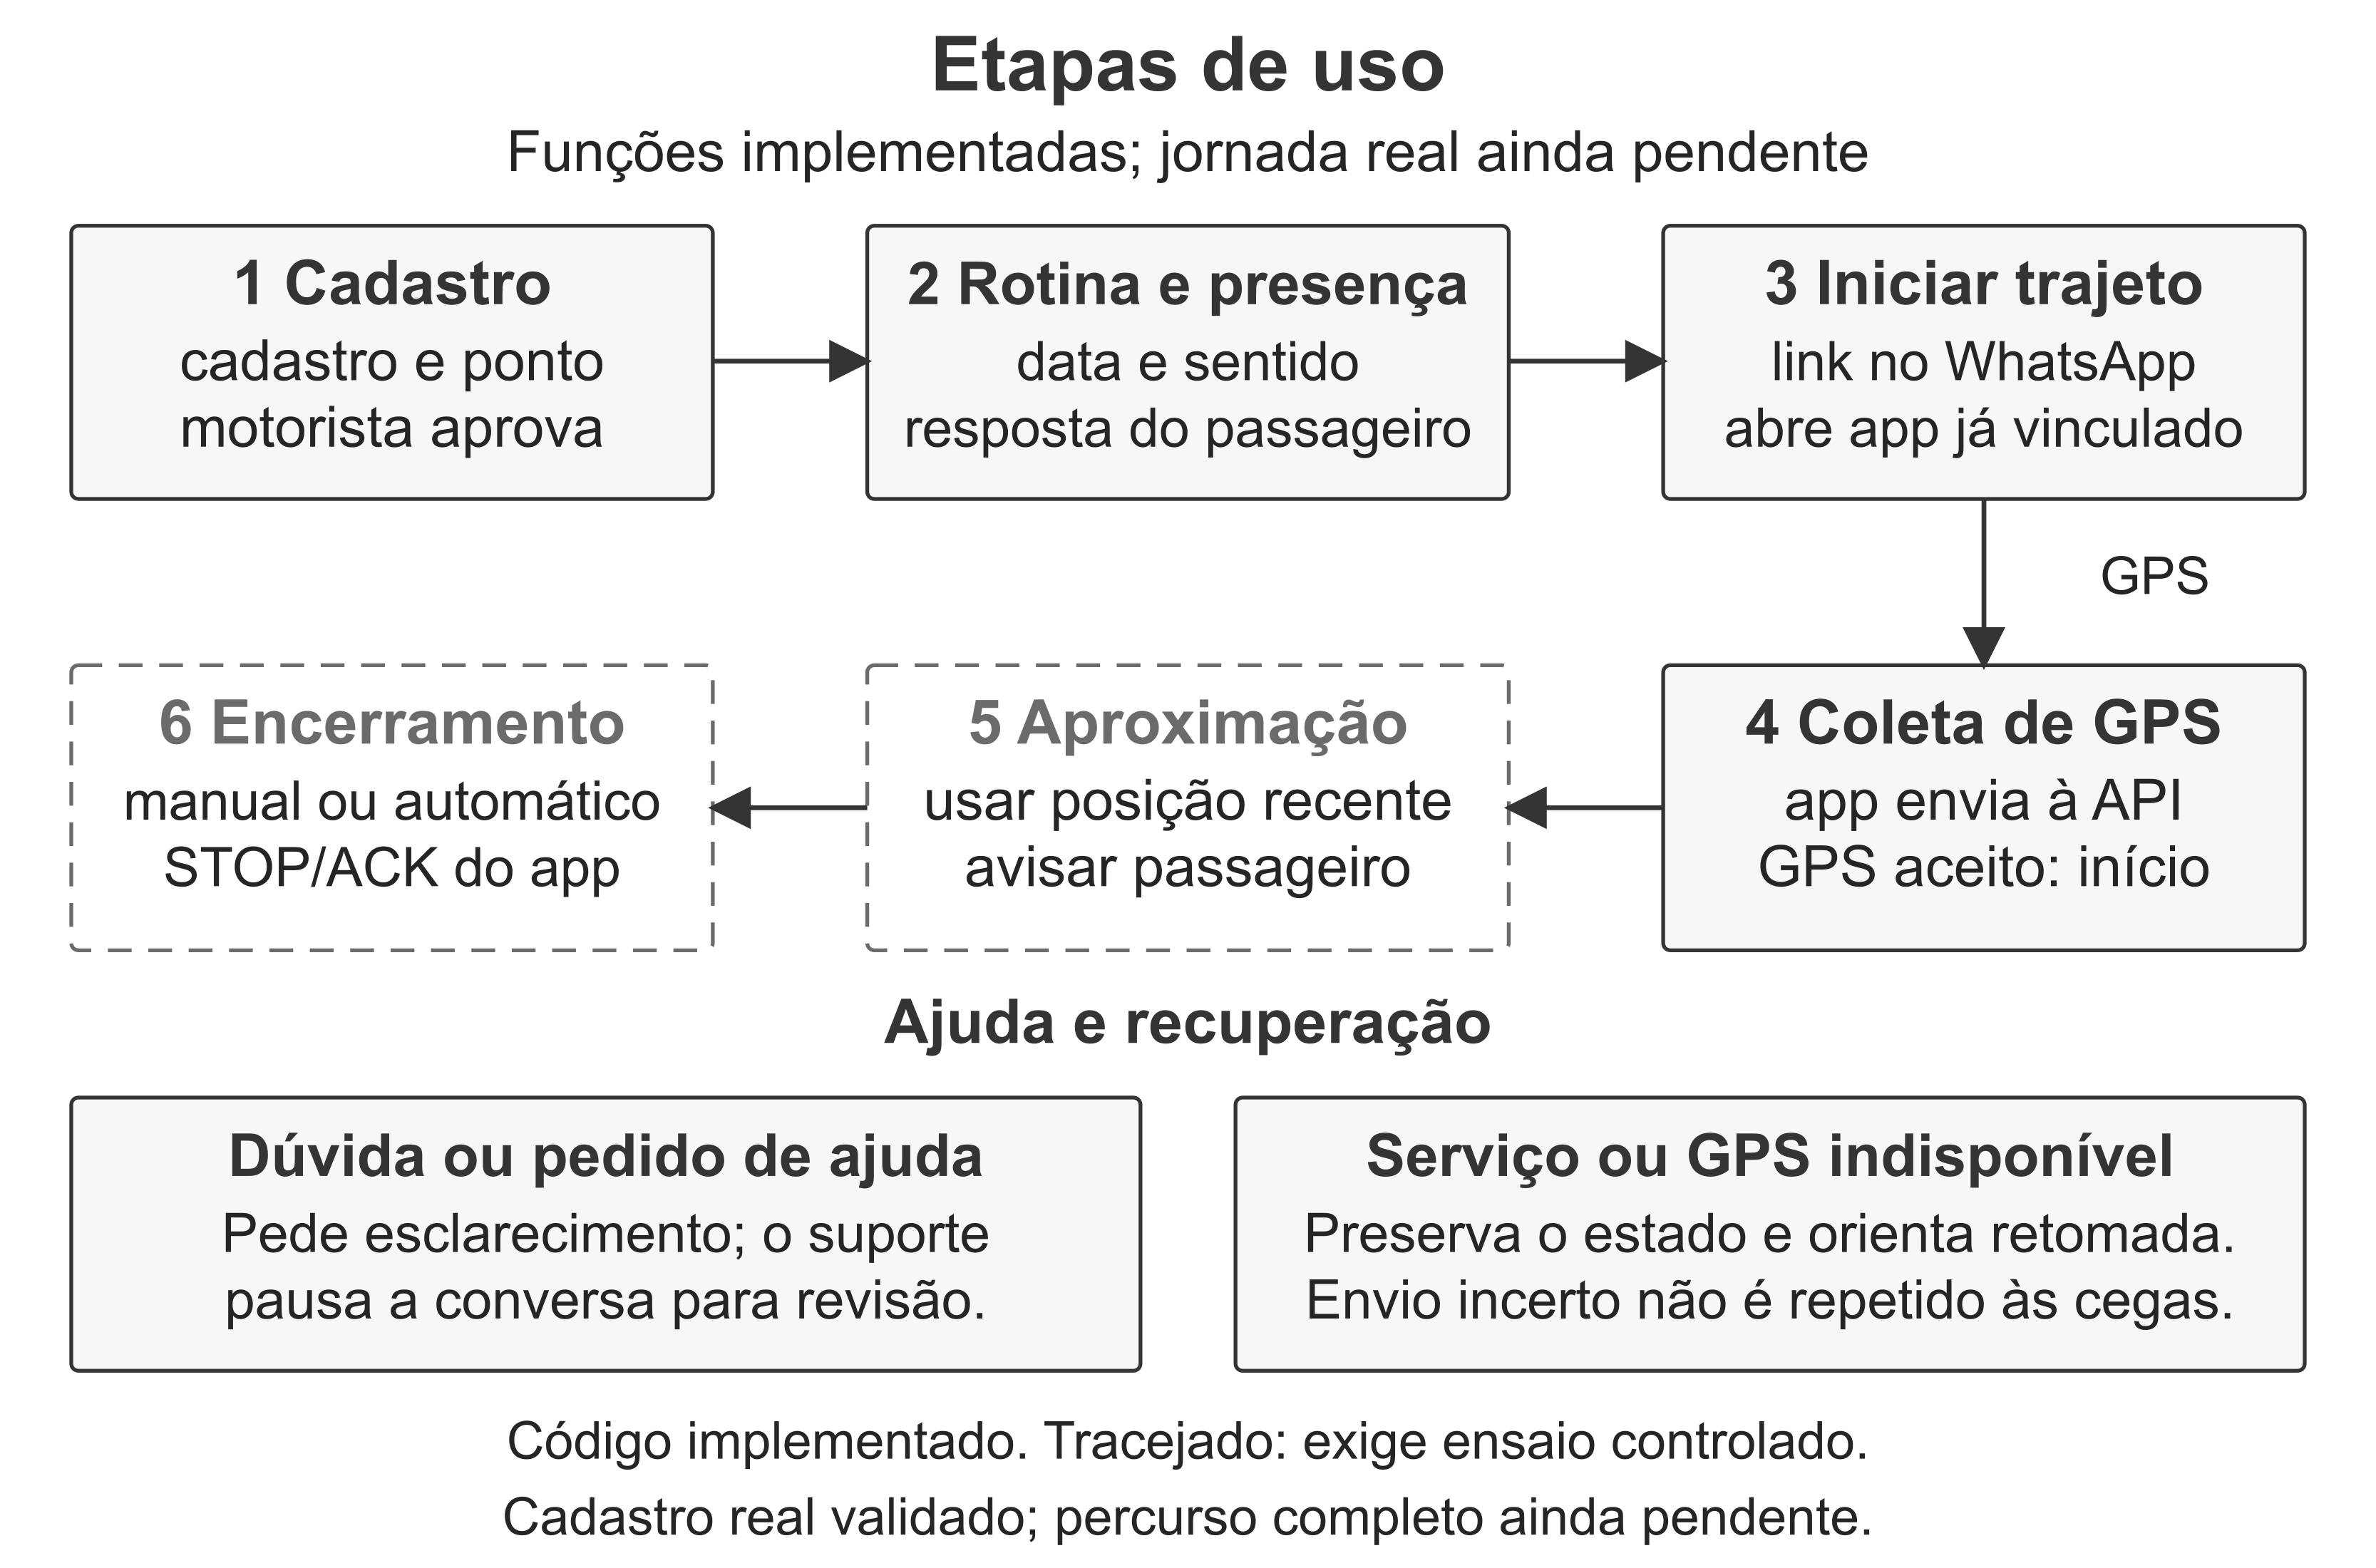 Etapas de uso
Funções implementadas; jornada real ainda pendente
1 Cadastro
cadastro e ponto
motorista aprova
2 Rotina e presença
data e sentido
resposta do passageiro
3 Iniciar trajeto
link no WhatsApp
abre app já vinculado
GPS
4 Coleta de GPS
app envia à API
GPS aceito: início
5 Aproximação
usar posição recente
avisar passageiro
6 Encerramento
manual ou automático
STOP/ACK do app
Ajuda e recuperação
Dúvida ou pedido de ajuda
Pede esclarecimento; o suporte
pausa a conversa para revisão.
Serviço ou GPS indisponível
Preserva o estado e orienta retomada.
Envio incerto não é repetido às cegas.
Código implementado. Tracejado: exige ensaio controlado.
Cadastro real validado; percurso completo ainda pendente.